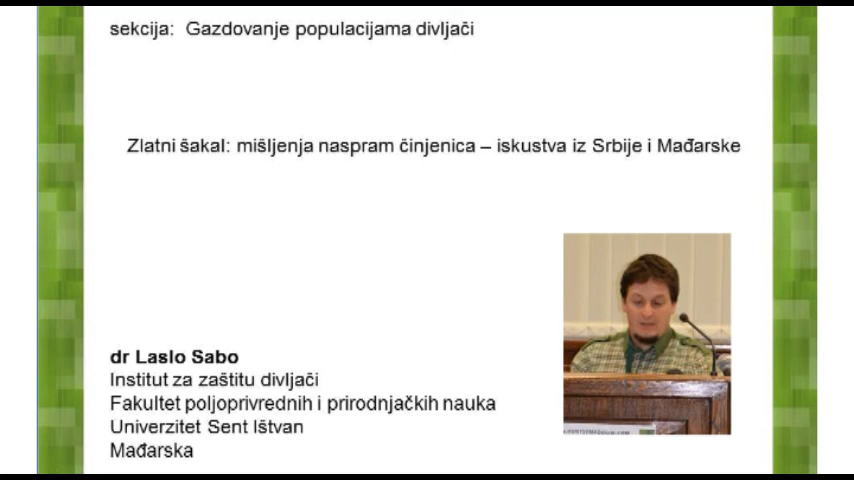 sekcija: Gazdovanje populacijama divljači
Zlatni šakal: mišljenja naspram činjenica – iskustva iz Srbije i Mađarske
dr Laslo Sabo
Institut za zaštitu divljači
Fakultet poljoprivrednih i prirodnjačkih nauka
Univerzitet Sent Ištvan
Mađarska